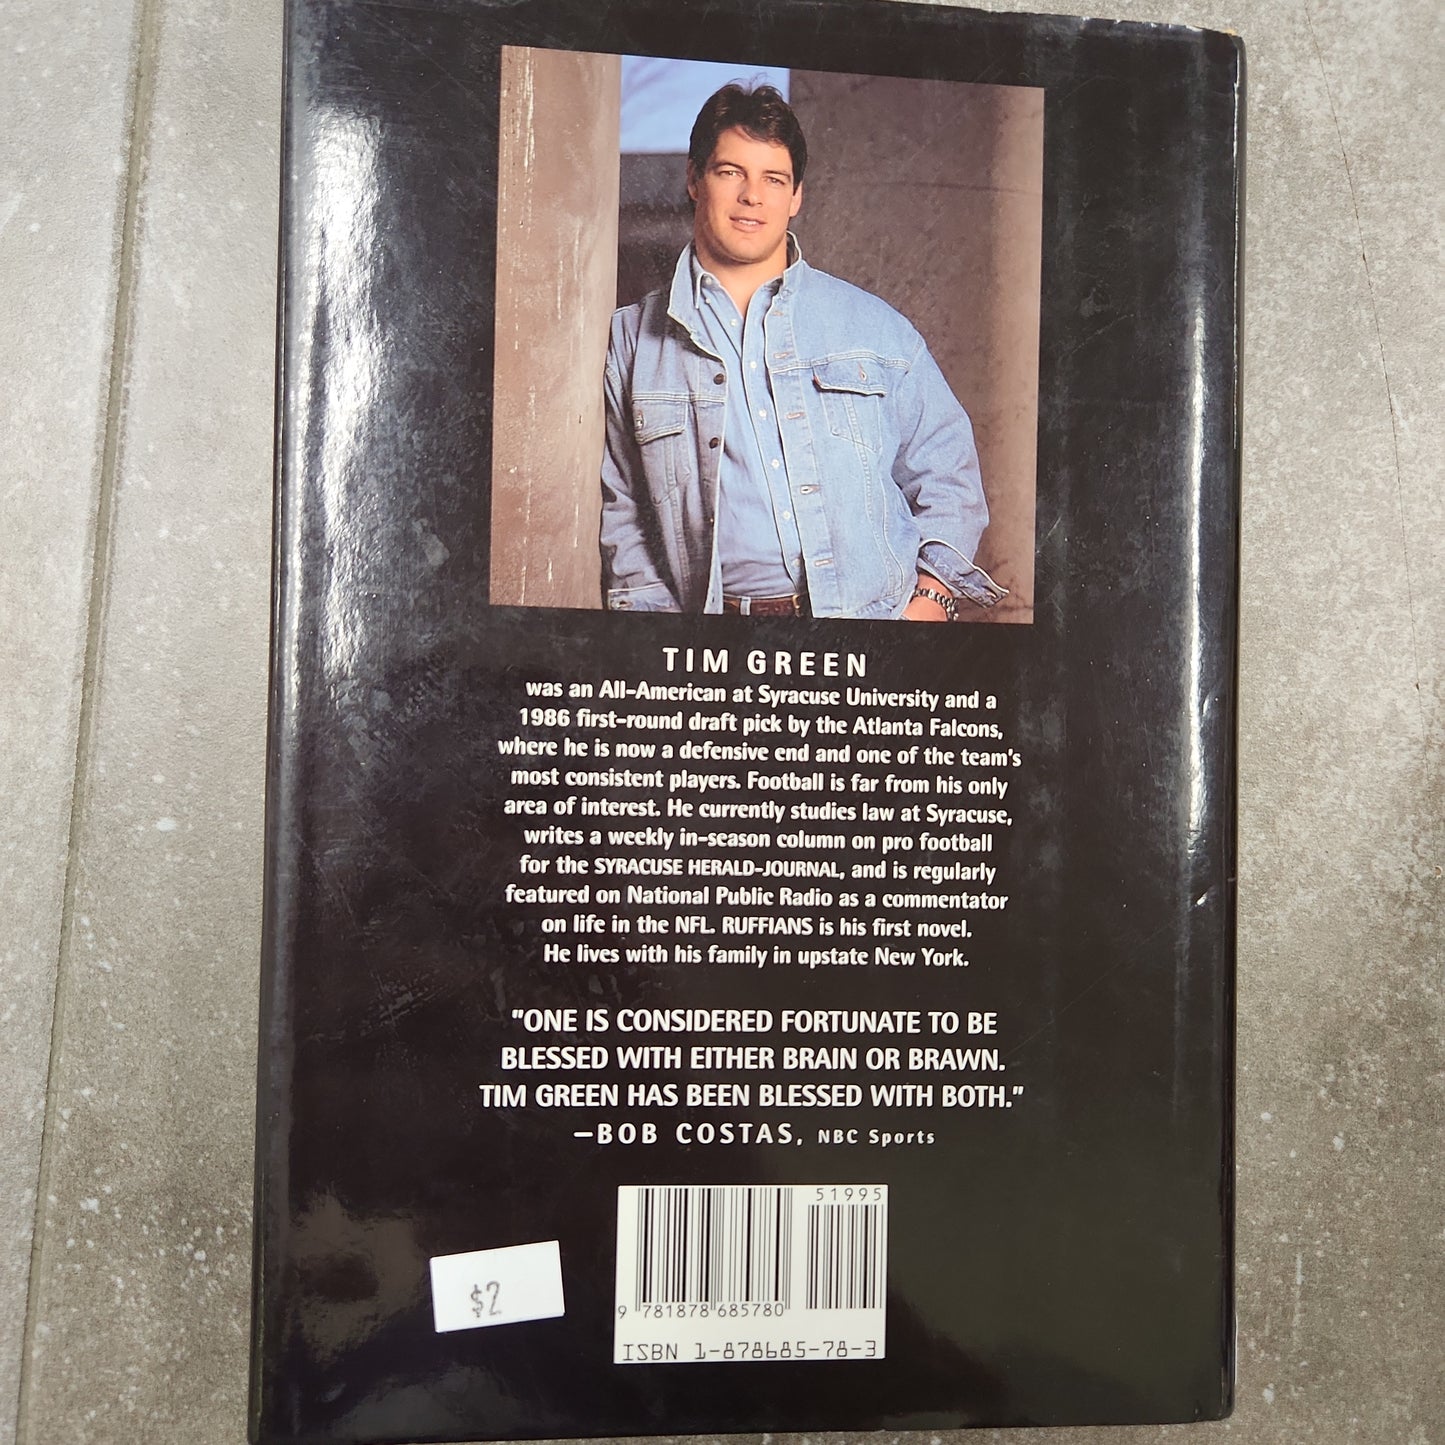 TIM GREEN
was an All-American at Syracuse University and a
1986 first-round draft pick by the Atlanta Falcons,
where he is now a defensive end and one of the team's
most consistent players. Football is far from his only
area of interest. He currently studies law at Syracuse,
writes a weekly in-season column on pro football
for the SYRACUSE HERALD-JOURNAL, and is regularly
featured on National Public Radio as a commentator
on life in the NFL. RUFFIANS is his first novel.
He lives with his family in upstate New York.
"ONE IS CONSIDERED FORTUNATE TO BE
BLESSED WITH EITHER BRAIN OR BRAWN.
TIM GREEN HAS BEEN BLESSED WITH BOTH."
—BOB COSTAS, NBC Sports
51995
9 781878 685780
ISBN 1-878685-78-3
$2